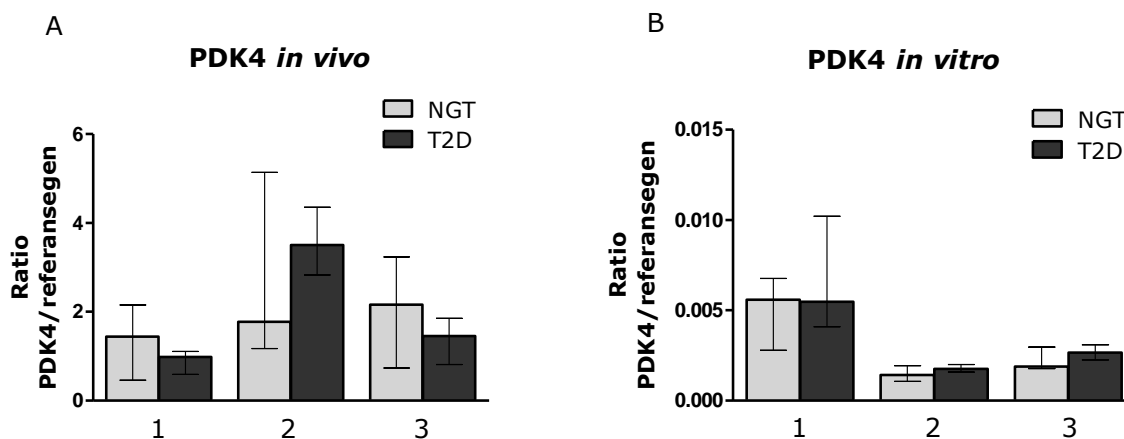 A
PDK4 in vivo
NGT
T2D
Ratio
PDK4/referansegen
6
4
2
0
1 2 3
B
PDK4 in vitro
NGT
T2D
Ratio
PDK4/referansegen
0.015
0.010
0.005
0.000
1 2 3